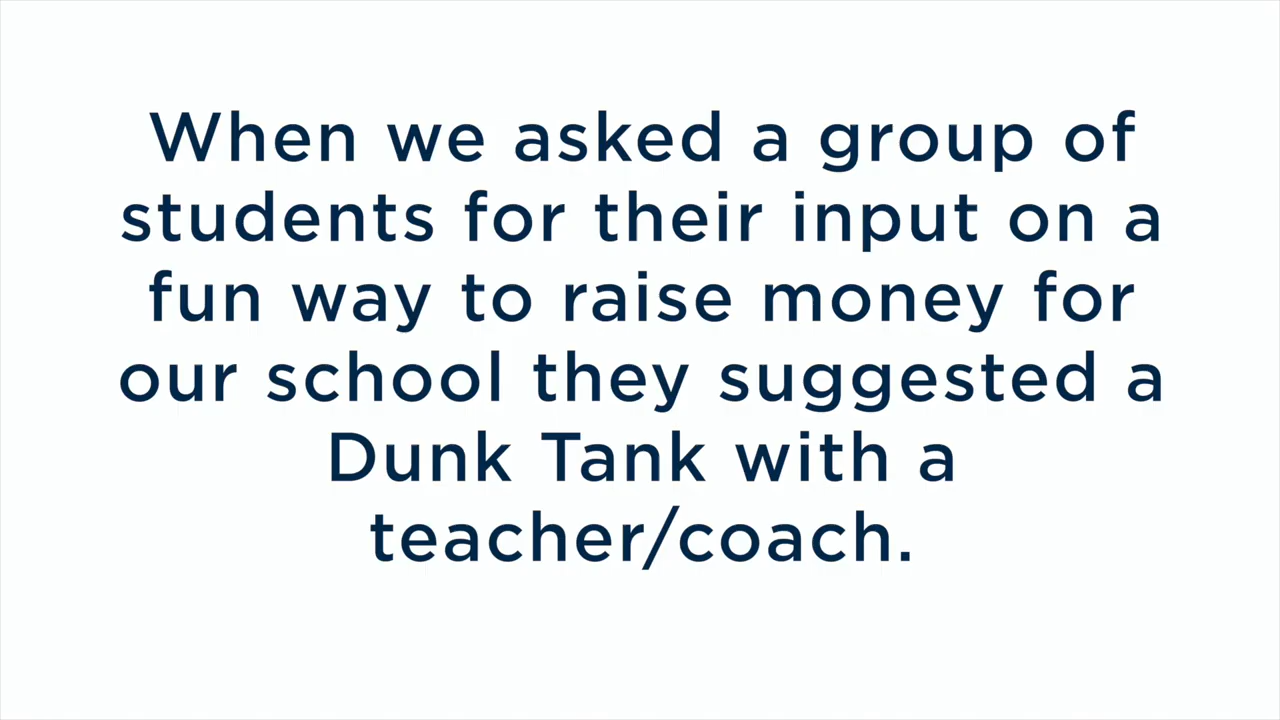 When we asked a group of
students for their input on a
fun way to raise money for
our school they suggested a
Dunk Tank with a
teacher/coach.